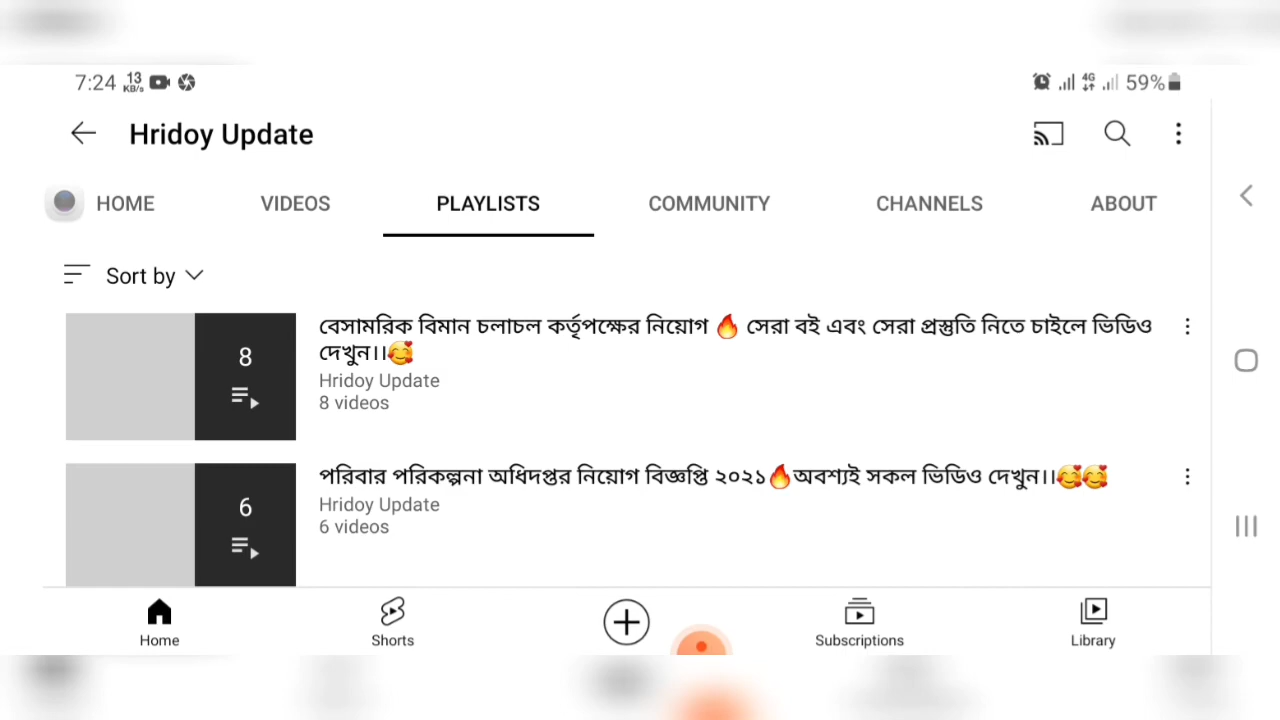 7:24 13 KB/s 4G 59%
Hridoy Update
HOME VIDEOS PLAYLISTS COMMUNITY CHANNELS ABOUT
Sort by
8
বেসামরিক বিমান চলাচল কর্তৃপক্ষের নিয়োগ 🔥 সেরা বই এবং সেরা প্রস্তুতি নিতে চাইলে ভিডিও
দেখুন।।🥰
Hridoy Update
8 videos
6
পরিবার পরিকল্পনা অধিদপ্তর নিয়োগ বিজ্ঞপ্তি ২০২১🔥অবশ্যই সকল ভিডিও দেখুন।।🥰🥰
Hridoy Update
6 videos
Home Shorts Subscriptions Library